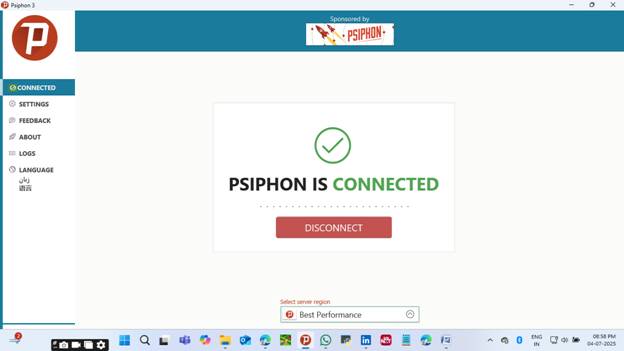 Psiphon 3
Sponsored by
PSIPHON
CONNECTED
SETTINGS
FEEDBACK
ABOUT
LOGS
LANGUAGE
زبان
语言
PSIPHON IS CONNECTED
DISCONNECT
Select server region
Best Performance
2
ENG
IN
08:58 PM
04-07-2025